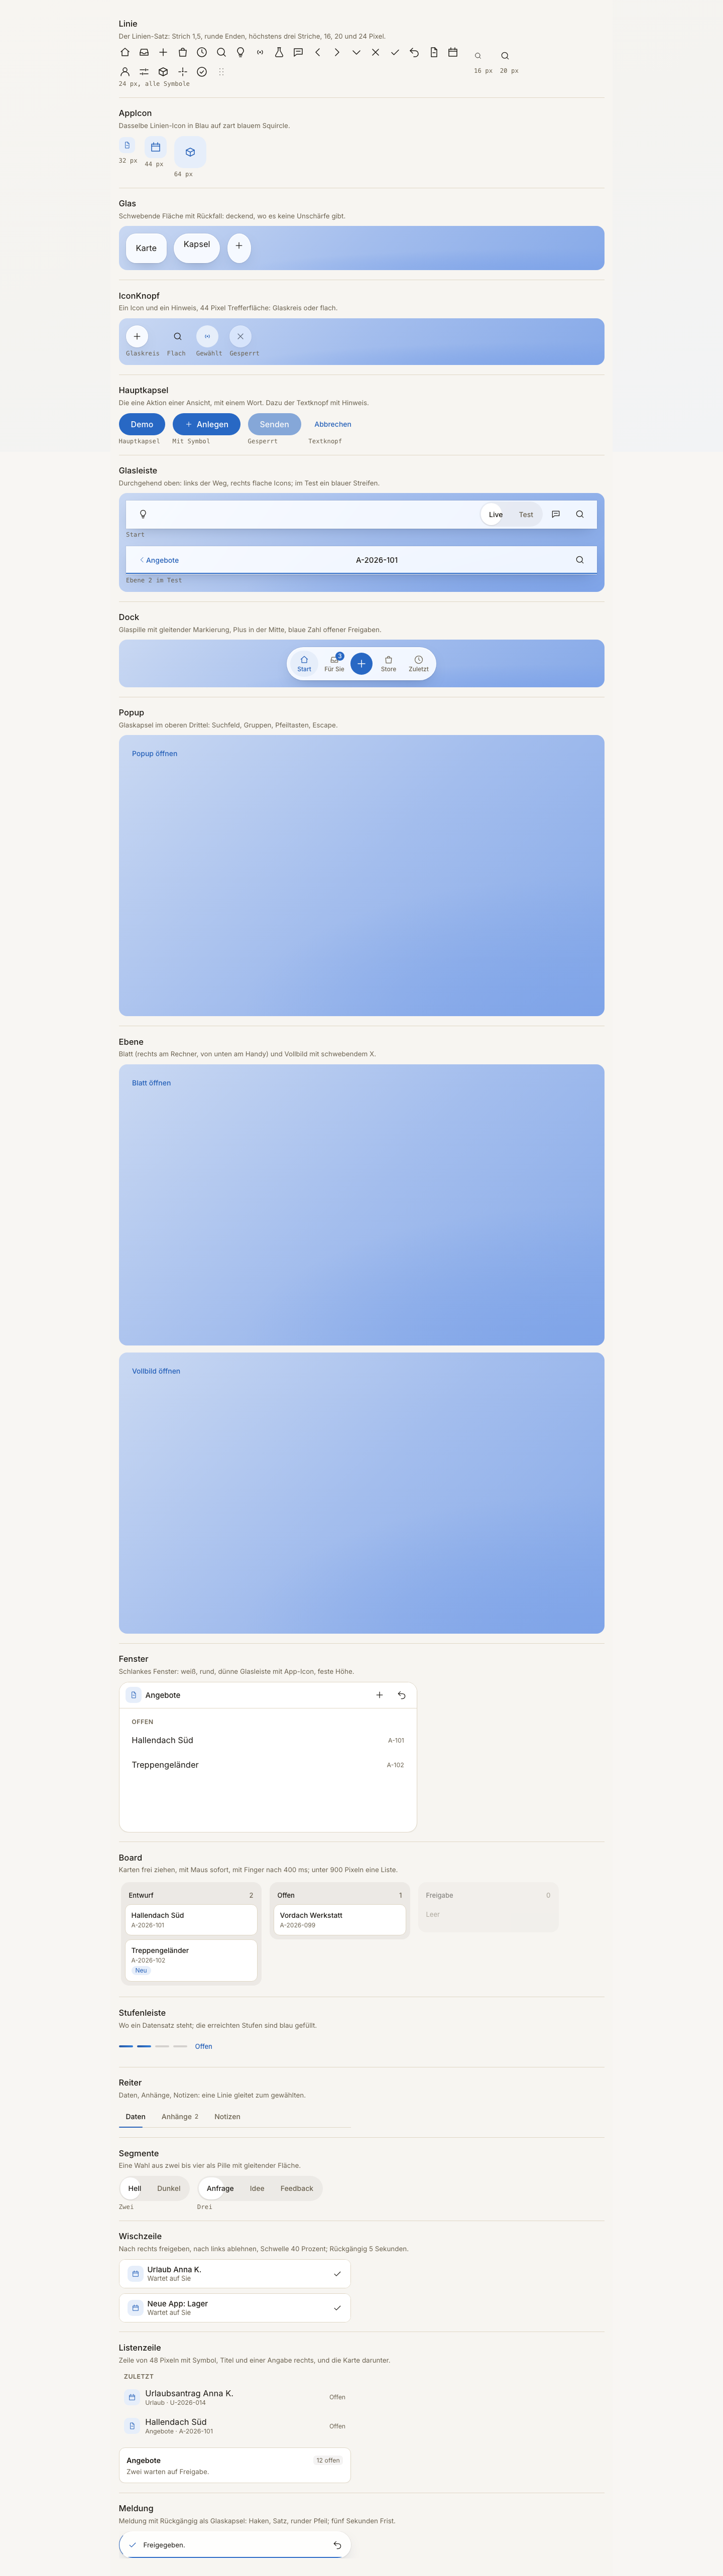 Linie
Der Linien-Satz: Strich 1,5, runde Enden, höchstens drei Striche, 16, 20 und 24 Pixel.
16 px 20 px
24 px, alle Symbole
AppIcon
Dasselbe Linien-Icon in Blau auf zart blauem Squircle.
32 px
44 px
64 px
Glas
Schwebende Fläche mit Rückfall: deckend, wo es keine Unschärfe gibt.
Karte
Kapsel
IconKnopf
Ein Icon und ein Hinweis, 44 Pixel Trefferfläche: Glaskreis oder flach.
Glaskreis Flach Gewählt Gesperrt
Hauptkapsel
Die eine Aktion einer Ansicht, mit einem Wort. Dazu der Textknopf mit Hinweis.
Demo
Anlegen
Senden
Abbrechen
Hauptkapsel Mit Symbol Gesperrt Textknopf
Glasleiste
Durchgehend oben: links der Weg, rechts flache Icons; im Test ein blauer Streifen.
Live Test
Start
Angebote A-2026-101
Ebene 2 im Test
Dock
Glaspille mit gleitender Markierung, Plus in der Mitte, blaue Zahl offener Freigaben.
3
Start Für Sie Store Zuletzt
Popup
Glaskapsel im oberen Drittel: Suchfeld, Gruppen, Pfeiltasten, Escape.
Popup öffnen
Ebene
Blatt (rechts am Rechner, von unten am Handy) und Vollbild mit schwebendem X.
Blatt öffnen
Vollbild öffnen
Fenster
Schlankes Fenster: weiß, rund, dünne Glasleiste mit App-Icon, feste Höhe.
Angebote
OFFEN
Hallendach Süd A-101
Treppengeländer A-102
Board
Karten frei ziehen, mit Maus sofort, mit Finger nach 400 ms; unter 900 Pixeln eine Liste.
Entwurf 2
Hallendach Süd
A-2026-101
Treppengeländer
A-2026-102
Neu
Offen 1
Vordach Werkstatt
A-2026-099
Freigabe 0
Leer
Stufenleiste
Wo ein Datensatz steht; die erreichten Stufen sind blau gefüllt.
Offen
Reiter
Daten, Anhänge, Notizen: eine Linie gleitet zum gewählten.
Daten Anhänge 2 Notizen
Segmente
Eine Wahl aus zwei bis vier als Pille mit gleitender Fläche.
Hell Dunkel
Anfrage Idee Feedback
Zwei Drei
Wischzeile
Nach rechts freigeben, nach links ablehnen, Schwelle 40 Prozent; Rückgängig 5 Sekunden.
Urlaub Anna K.
Wartet auf Sie
Neue App: Lager
Wartet auf Sie
Listenzeile
Zeile von 48 Pixeln mit Symbol, Titel und einer Angabe rechts, und die Karte darunter.
ZULETZT
Urlaubsantrag Anna K.
Urlaub · U-2026-014
Offen
Hallendach Süd
Angebote · A-2026-101
Offen
Angebote 12 offen
Zwei warten auf Freigabe.
Meldung
Meldung mit Rückgängig als Glaskapsel: Haken, Satz, runder Pfeil; fünf Sekunden Frist.
Freigegeben.